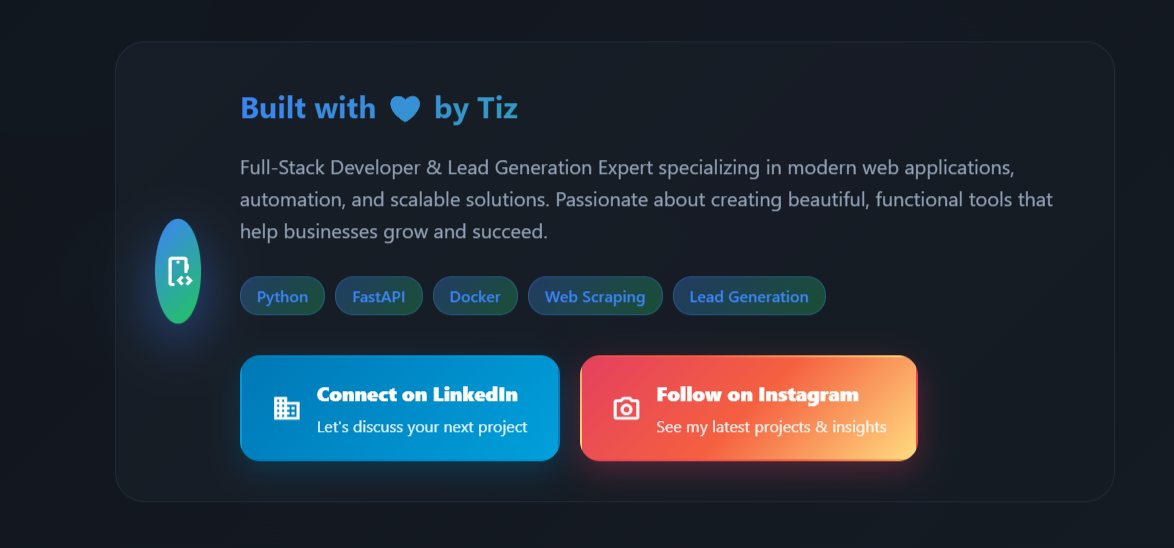 Built with 💙 by Tiz
Full-Stack Developer & Lead Generation Expert specializing in modern web applications,
automation, and scalable solutions. Passionate about creating beautiful, functional tools that
help businesses grow and succeed.
Python FastAPI Docker Web Scraping Lead Generation
Connect on LinkedIn
Let's discuss your next project
Follow on Instagram
See my latest projects & insights